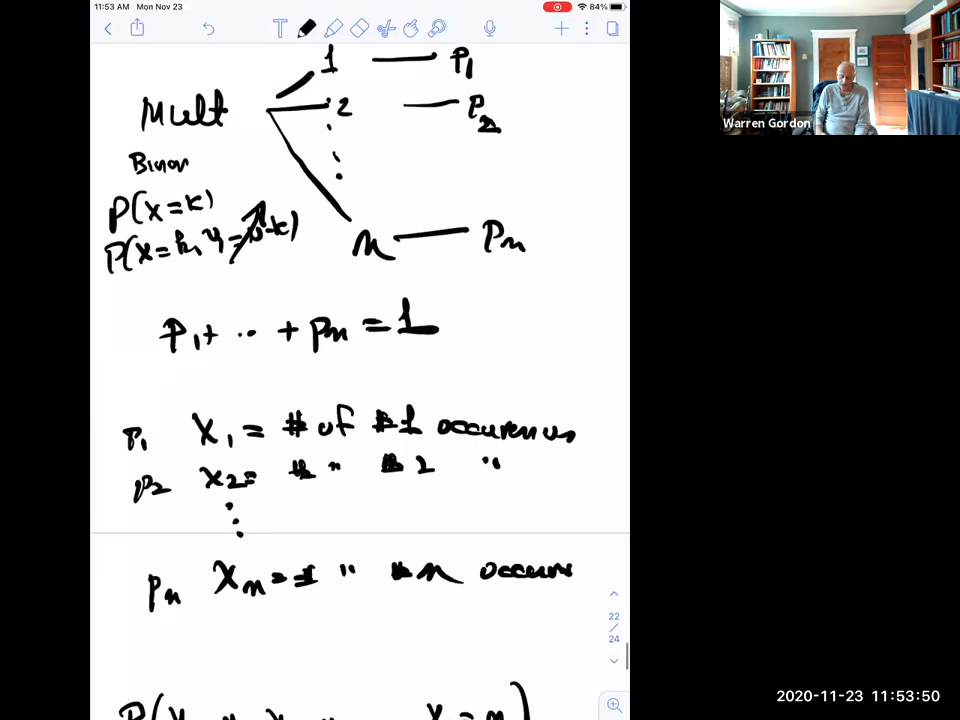 11:53 AM Mon Nov 23
84%
Warren Gordon
1 — P1
Mult 2 — P2
Binom
P(X=k)
n — Pn
P1+ .. + Pn = 1
P1 X1 = # of #1 occurences
P2 X2 = # " #2 "
Pn Xn = # " #n occurs
22
/
24
2020-11-23 11:53:50